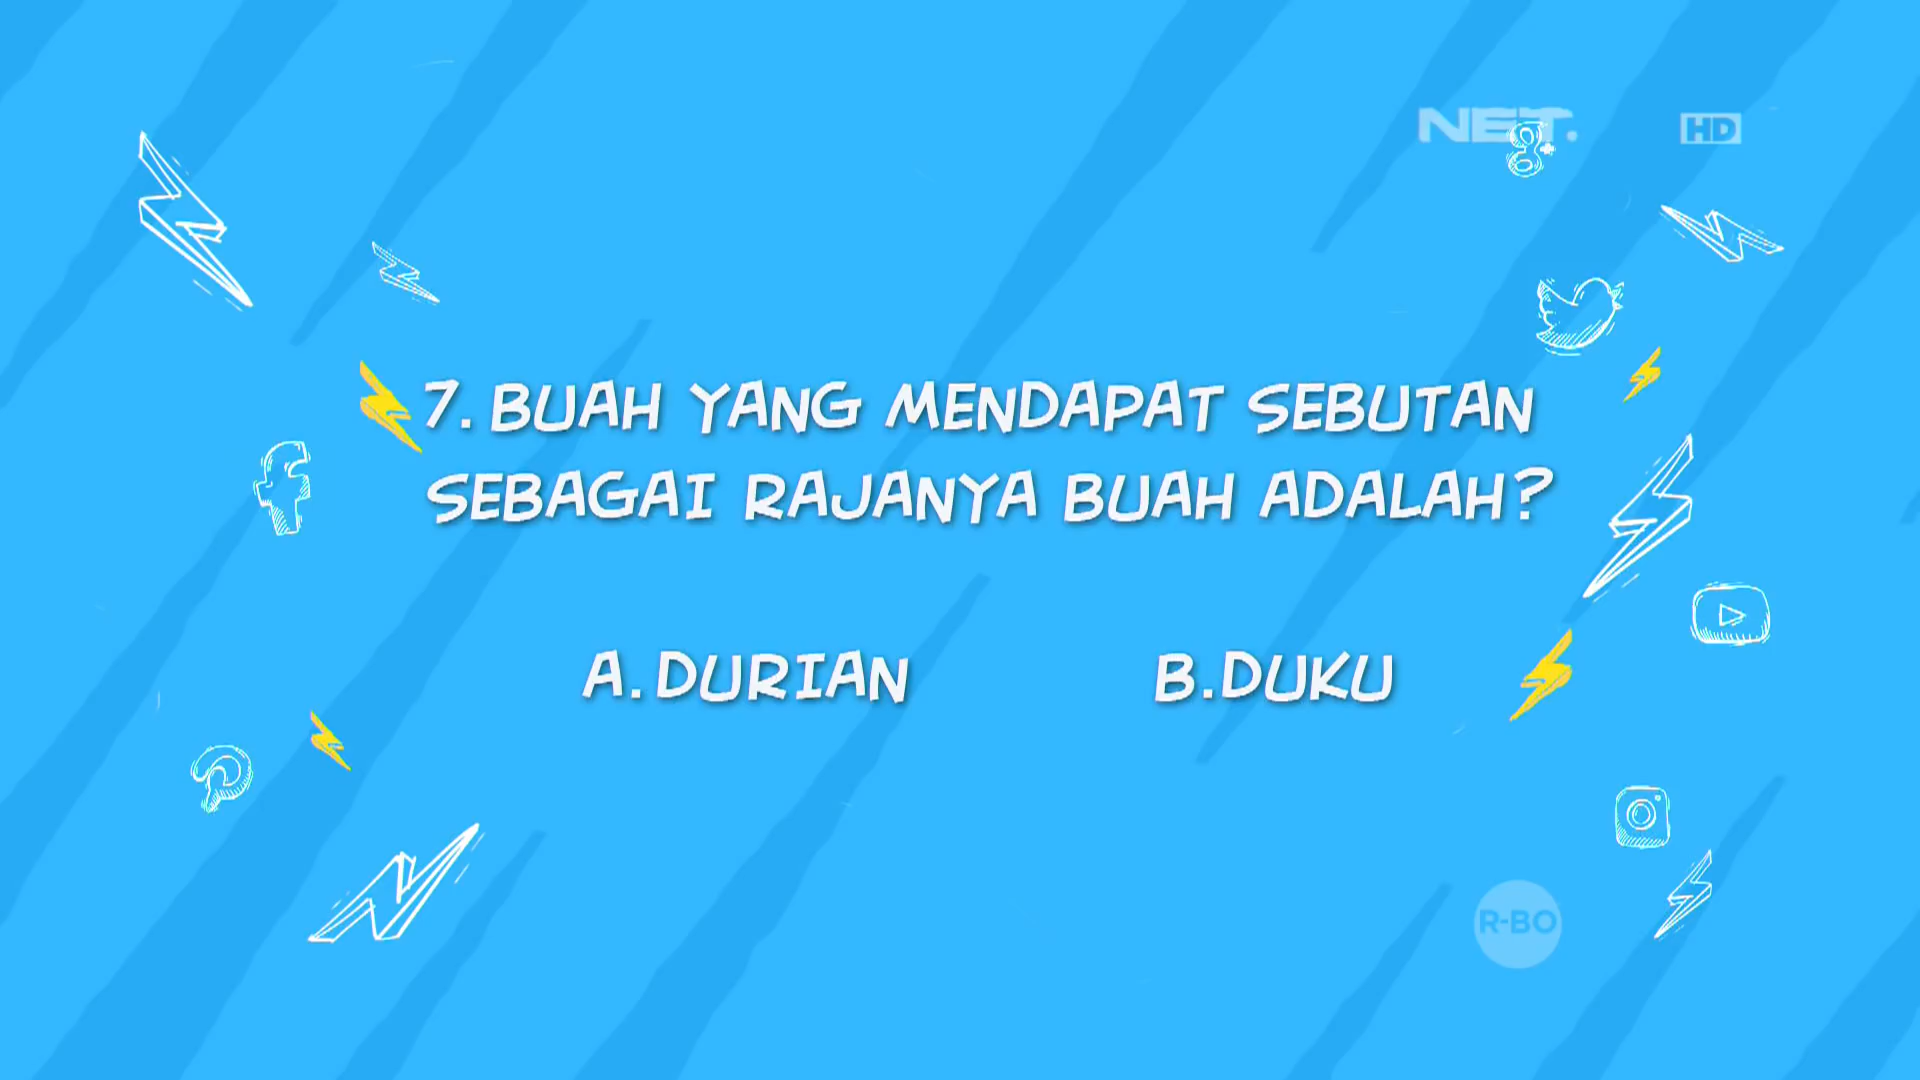 NET.
HD
7. BUAH YANG MENDAPAT SEBUTAN
SEBAGAI RAJANYA BUAH ADALAH?
A. DURIAN
B. DUKU
R-BO